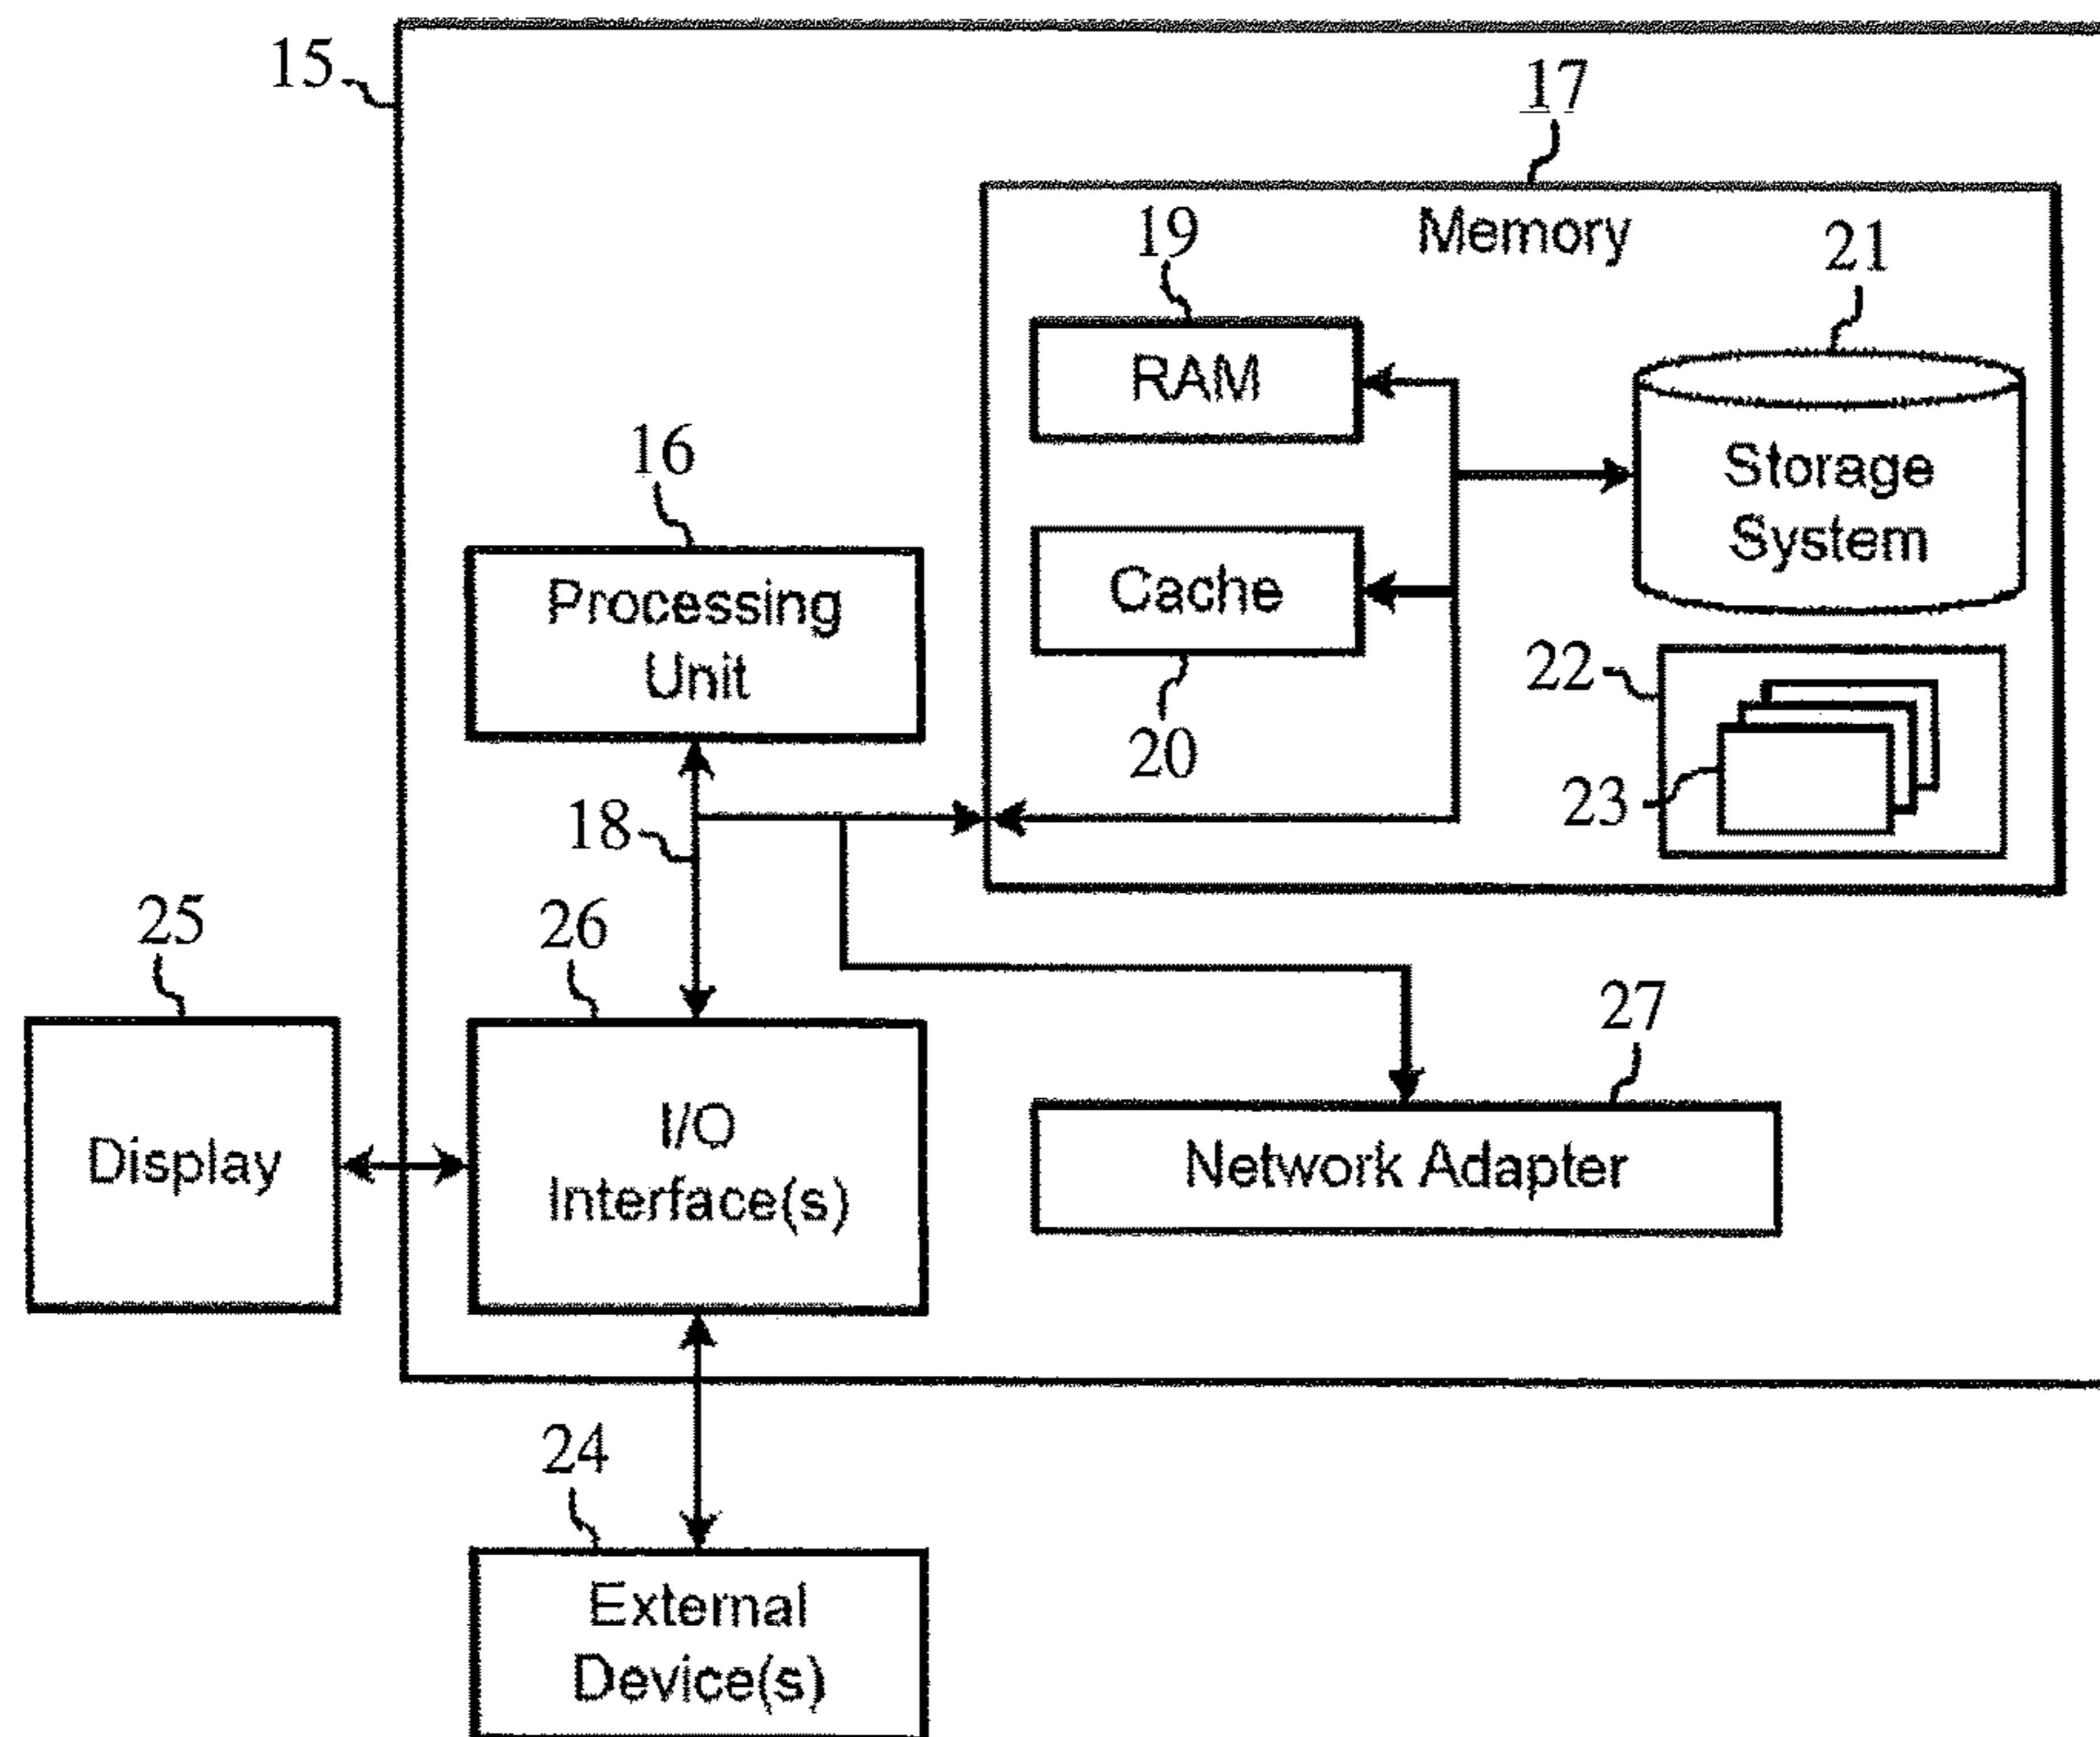 15
17
Memory
19
21
RAM
Storage
System
16
Processing
Unit
Cache
22
20
23
18
25
26
27
Display
I/O
Interface(s)
Network Adapter
24
External
Device(s)